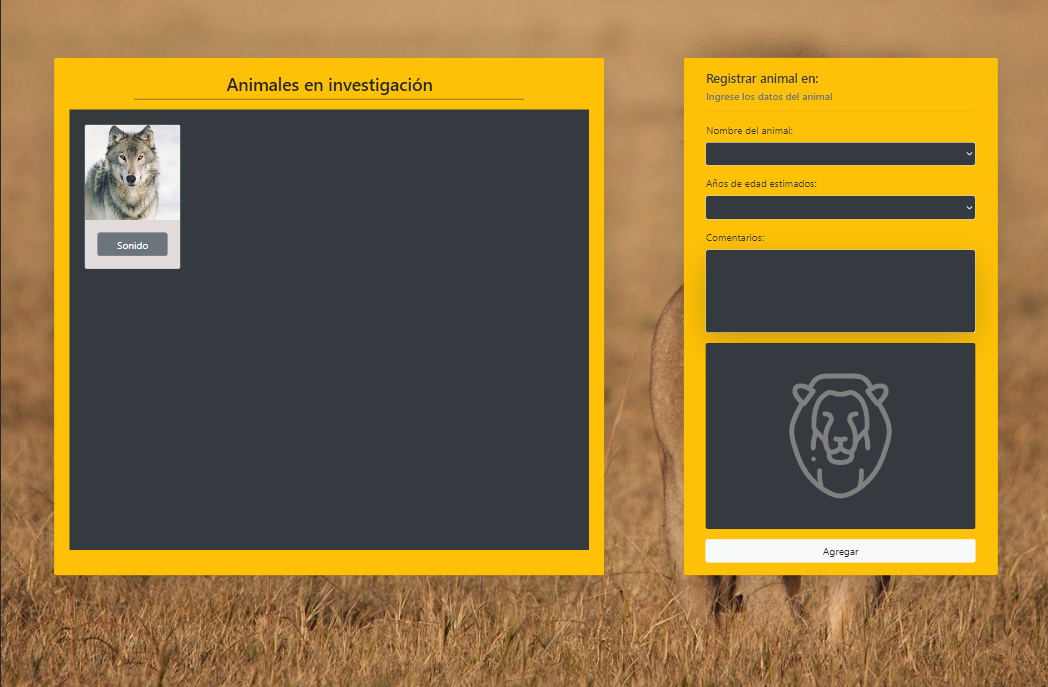 Animales en investigación
Sonido
Registrar animal en:
Ingrese los datos del animal
Nombre del animal:
Años de edad estimados:
Comentarios:
Agregar